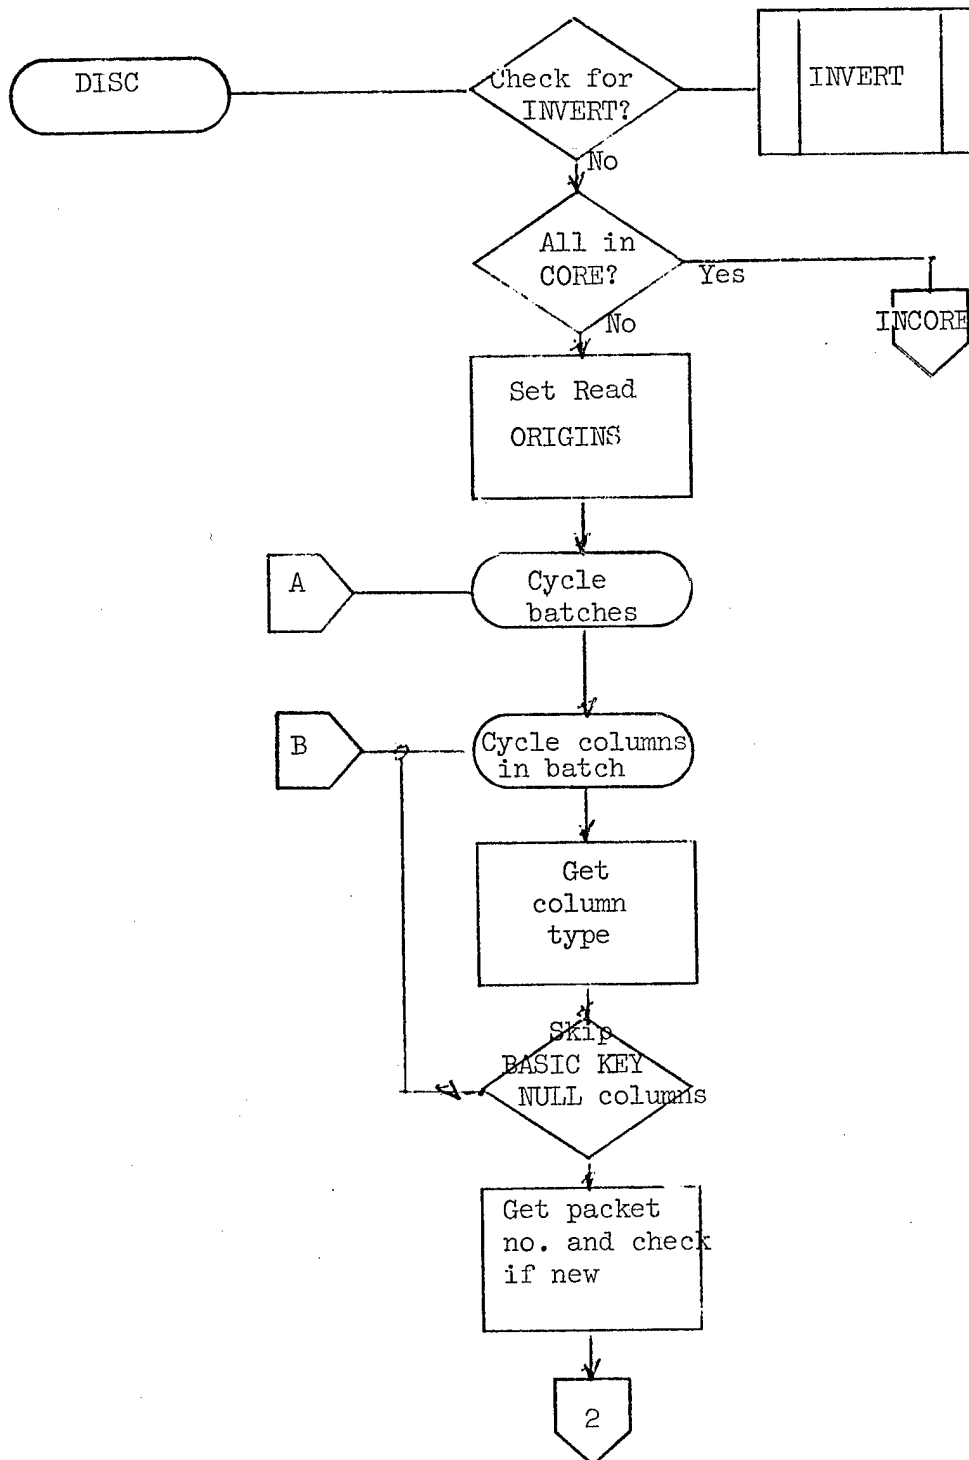 DISC
Check for
INVERT?
INVERT
No
All in
CORE?
Yes
INCORE
No
Set Read
ORIGINS
A
Cycle
batches
B
Cycle columns
in batch
Get
column
type
Skip
BASIC KEY
NULL columns
Get packet
no. and check
if new
2